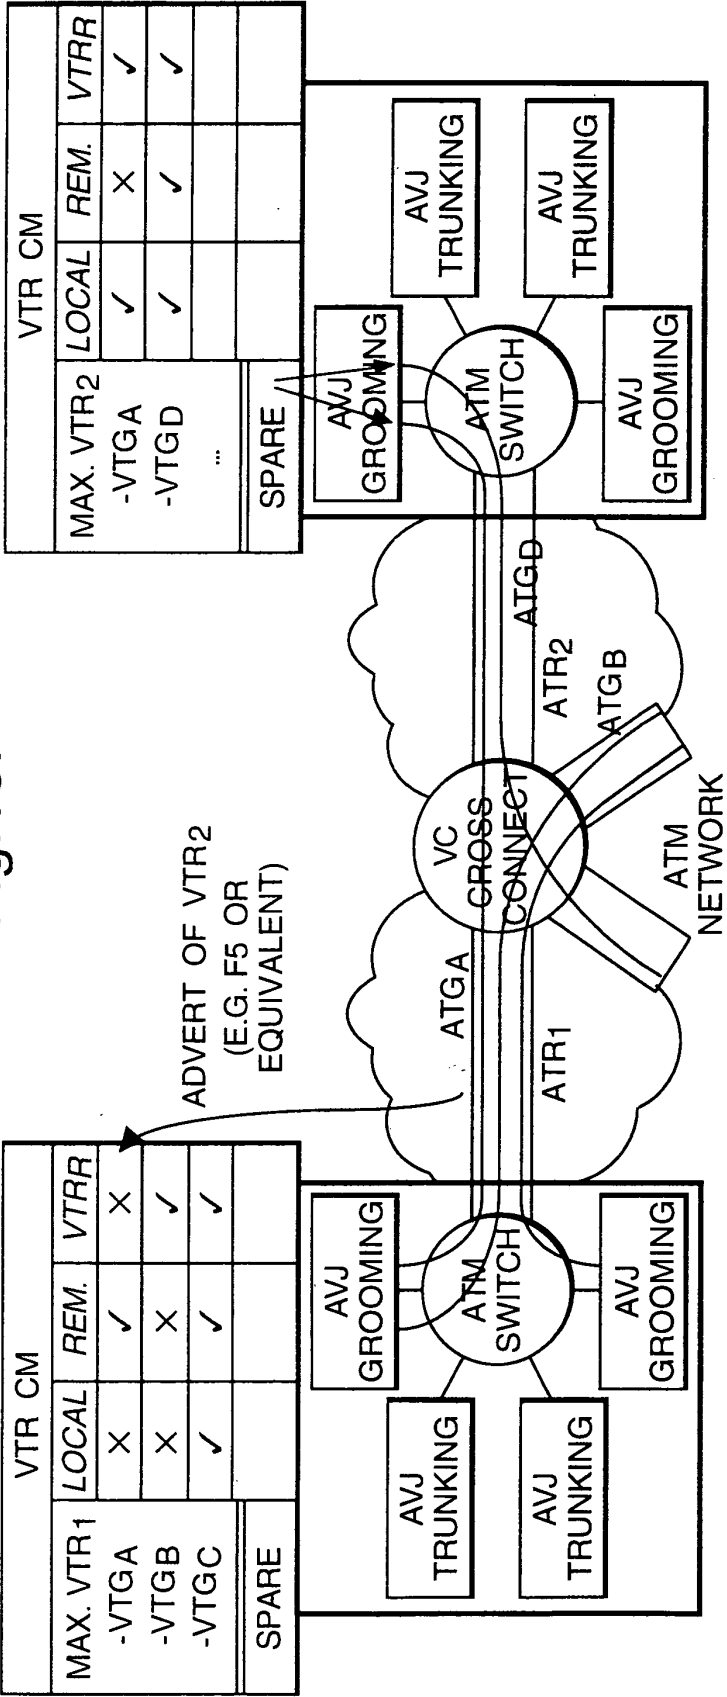 VTR CM
MAX. VTR1 LOCAL REM. VTRR
-VTGA × ✓ ×
-VTGB × × ✓
-VTGC ✓ ✓ ✓
SPARE
ADVERT OF VTR2
(E.G. F5 OR
EQUIVALENT)
VTR CM
MAX. VTR2 LOCAL REM. VTRR
-VTGA ✓ × ✓
-VTGD ✓ ✓ ✓
...
SPARE
AVJ
TRUNKING
AVJ
GROOMING
ATM
SWITCH
AVJ
TRUNKING
AVJ
GROOMING
ATGA
ATR1
VC
CROSS
CONNECT
ATGD
ATR2
ATGB
ATM
NETWORK
AVJ
GROOMING
AVJ
TRUNKING
ATM
SWITCH
AVJ
GROOMING
AVJ
TRUNKING